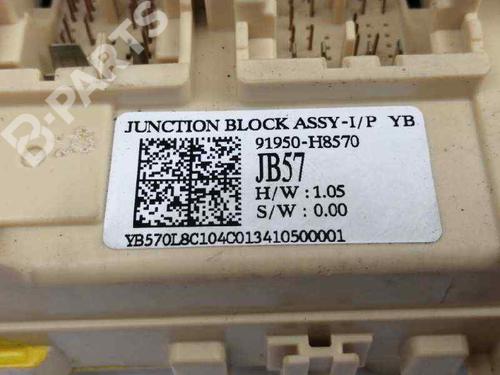 JUNCTION BLOCK ASSY-I/P YB
91950-H8570
JB57
H/W : 1.05
S/W : 0.00
YB570L8C104C013410500001
B-PARTS